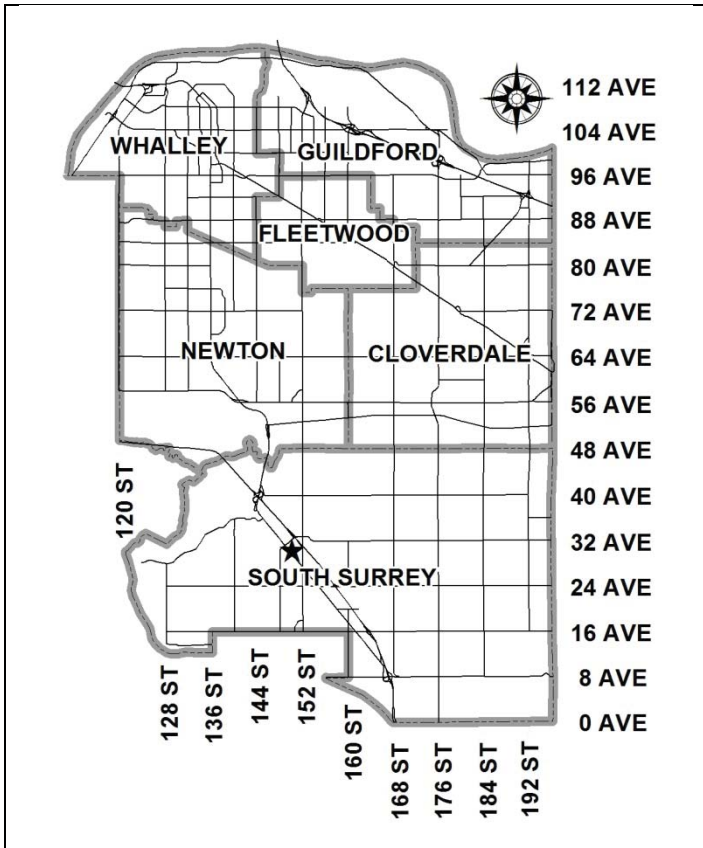 112 AVE
104 AVE
WHALLEY
GUILDFORD
96 AVE
88 AVE
FLEETWOOD
80 AVE
72 AVE
NEWTON
CLOVERDALE
64 AVE
56 AVE
48 AVE
120 ST
40 AVE
32 AVE
SOUTH SURREY
24 AVE
16 AVE
128 ST
136 ST
144 ST
152 ST
160 ST
168 ST
176 ST
184 ST
192 ST
8 AVE
0 AVE